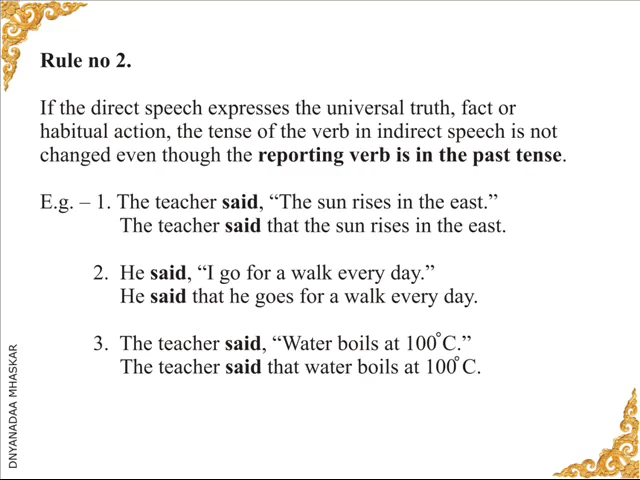 Rule no 2.
If the direct speech expresses the universal truth, fact or
habitual action, the tense of the verb in indirect speech is not
changed even though the reporting verb is in the past tense.
E.g. – 1. The teacher said, “The sun rises in the east.”
The teacher said that the sun rises in the east.
2. He said, “I go for a walk every day.”
He said that he goes for a walk every day.
3. The teacher said, “Water boils at 100°C.”
The teacher said that water boils at 100°C.
DNYANADAA MHASKAR